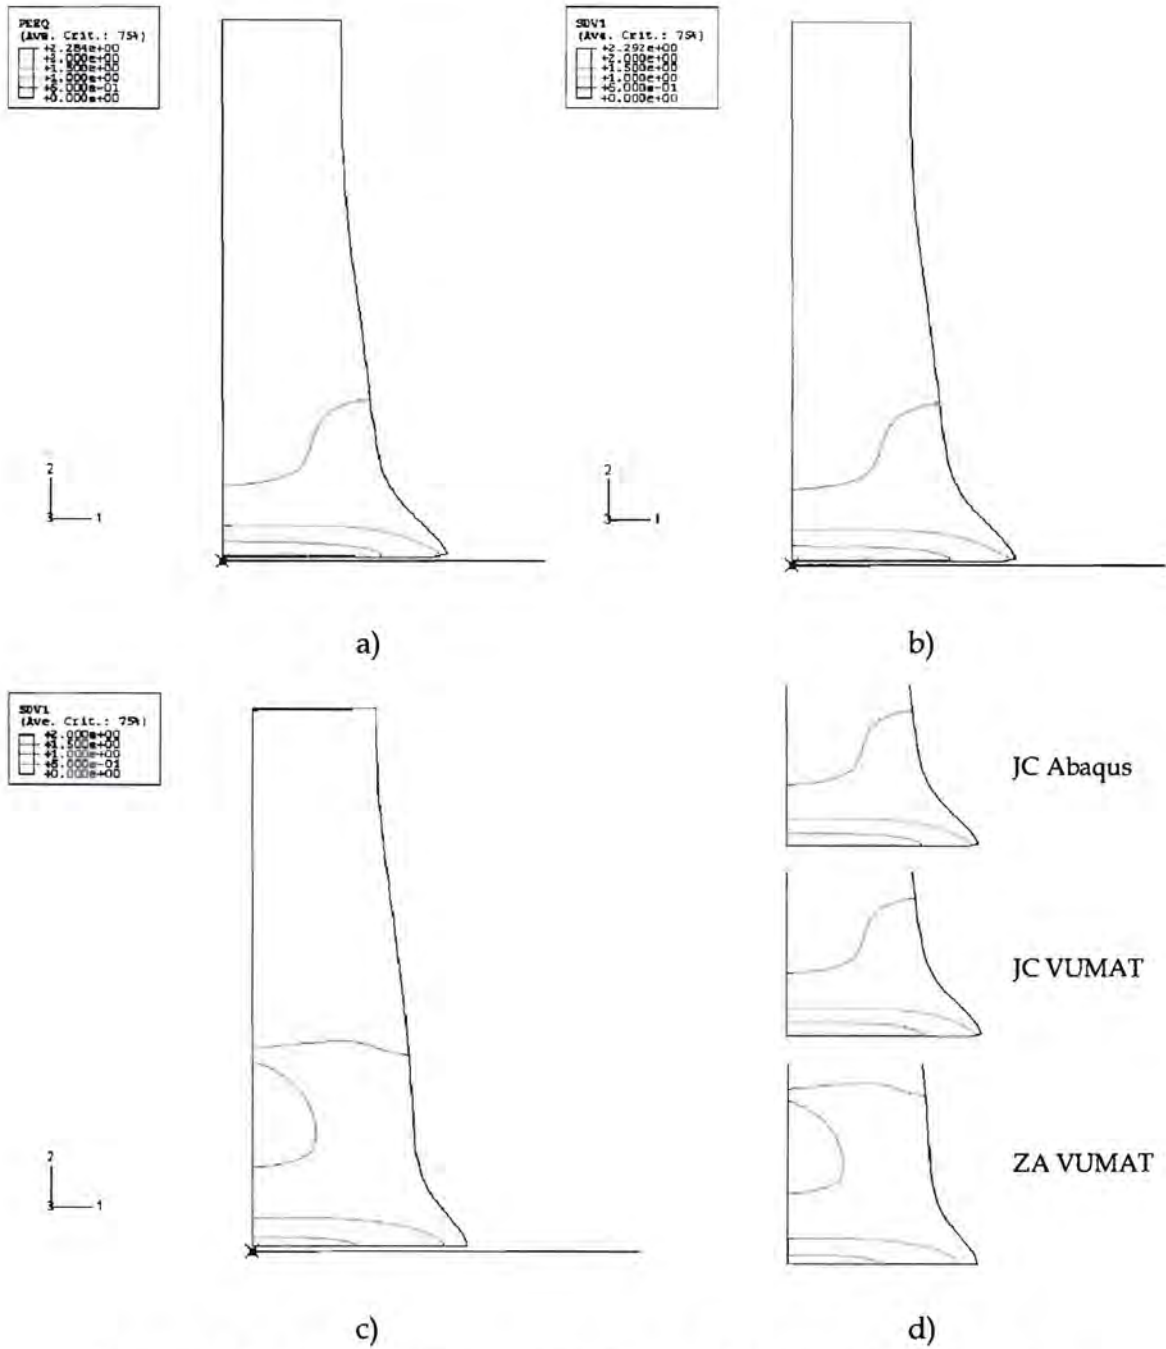 PEEQ
(Ave. Crit.: 75%)
+2.284e+00
+2.000e+00
+1.500e+00
+1.000e+00
+5.000e-01
+0.000e+00
2
3
1
a)
SDV1
(Ave. Crit.: 75%)
+2.292e+00
+2.000e+00
+1.500e+00
+1.000e+00
+5.000e-01
+0.000e+00
2
3
1
b)
SDV1
(Ave. Crit.: 75%)
+2.000e+00
+1.500e+00
+1.000e+00
+5.000e-01
+0.000e+00
2
3
1
c)
JC Abaqus
JC VUMAT
ZA VUMAT
d)